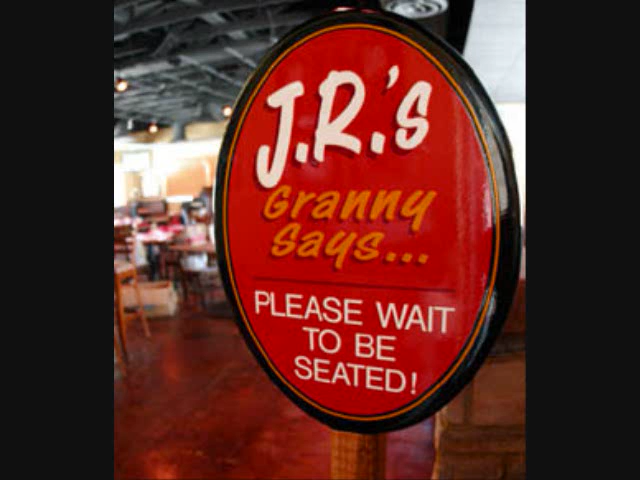 J.R.'s
Granny
Says...
PLEASE WAIT
TO BE
SEATED!